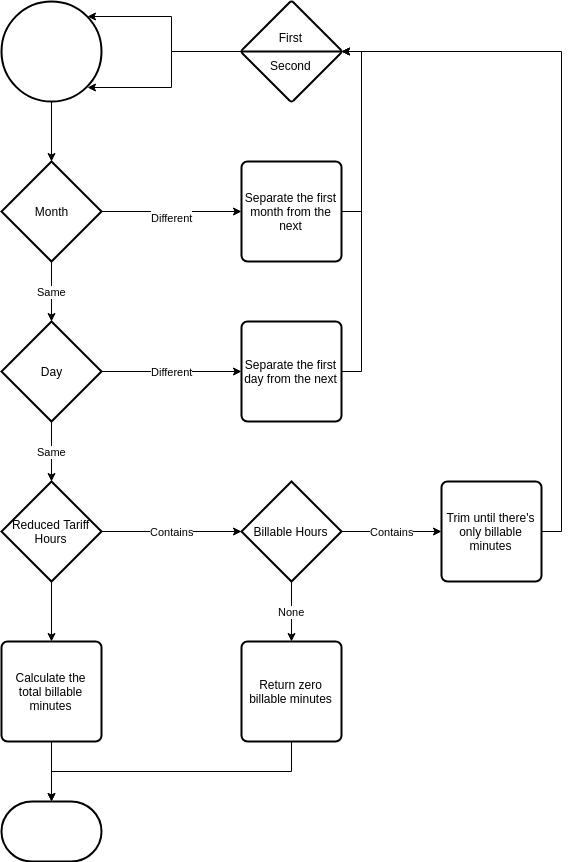 First
Second
Month
Different
Separate the first
month from the
next
Same
Day
Different
Separate the first
day from the next
Same
Reduced Tariff
Hours
Contains
Billable Hours
Contains
Trim until there's
only billable
minutes
None
Calculate the
total billable
minutes
Return zero
billable minutes